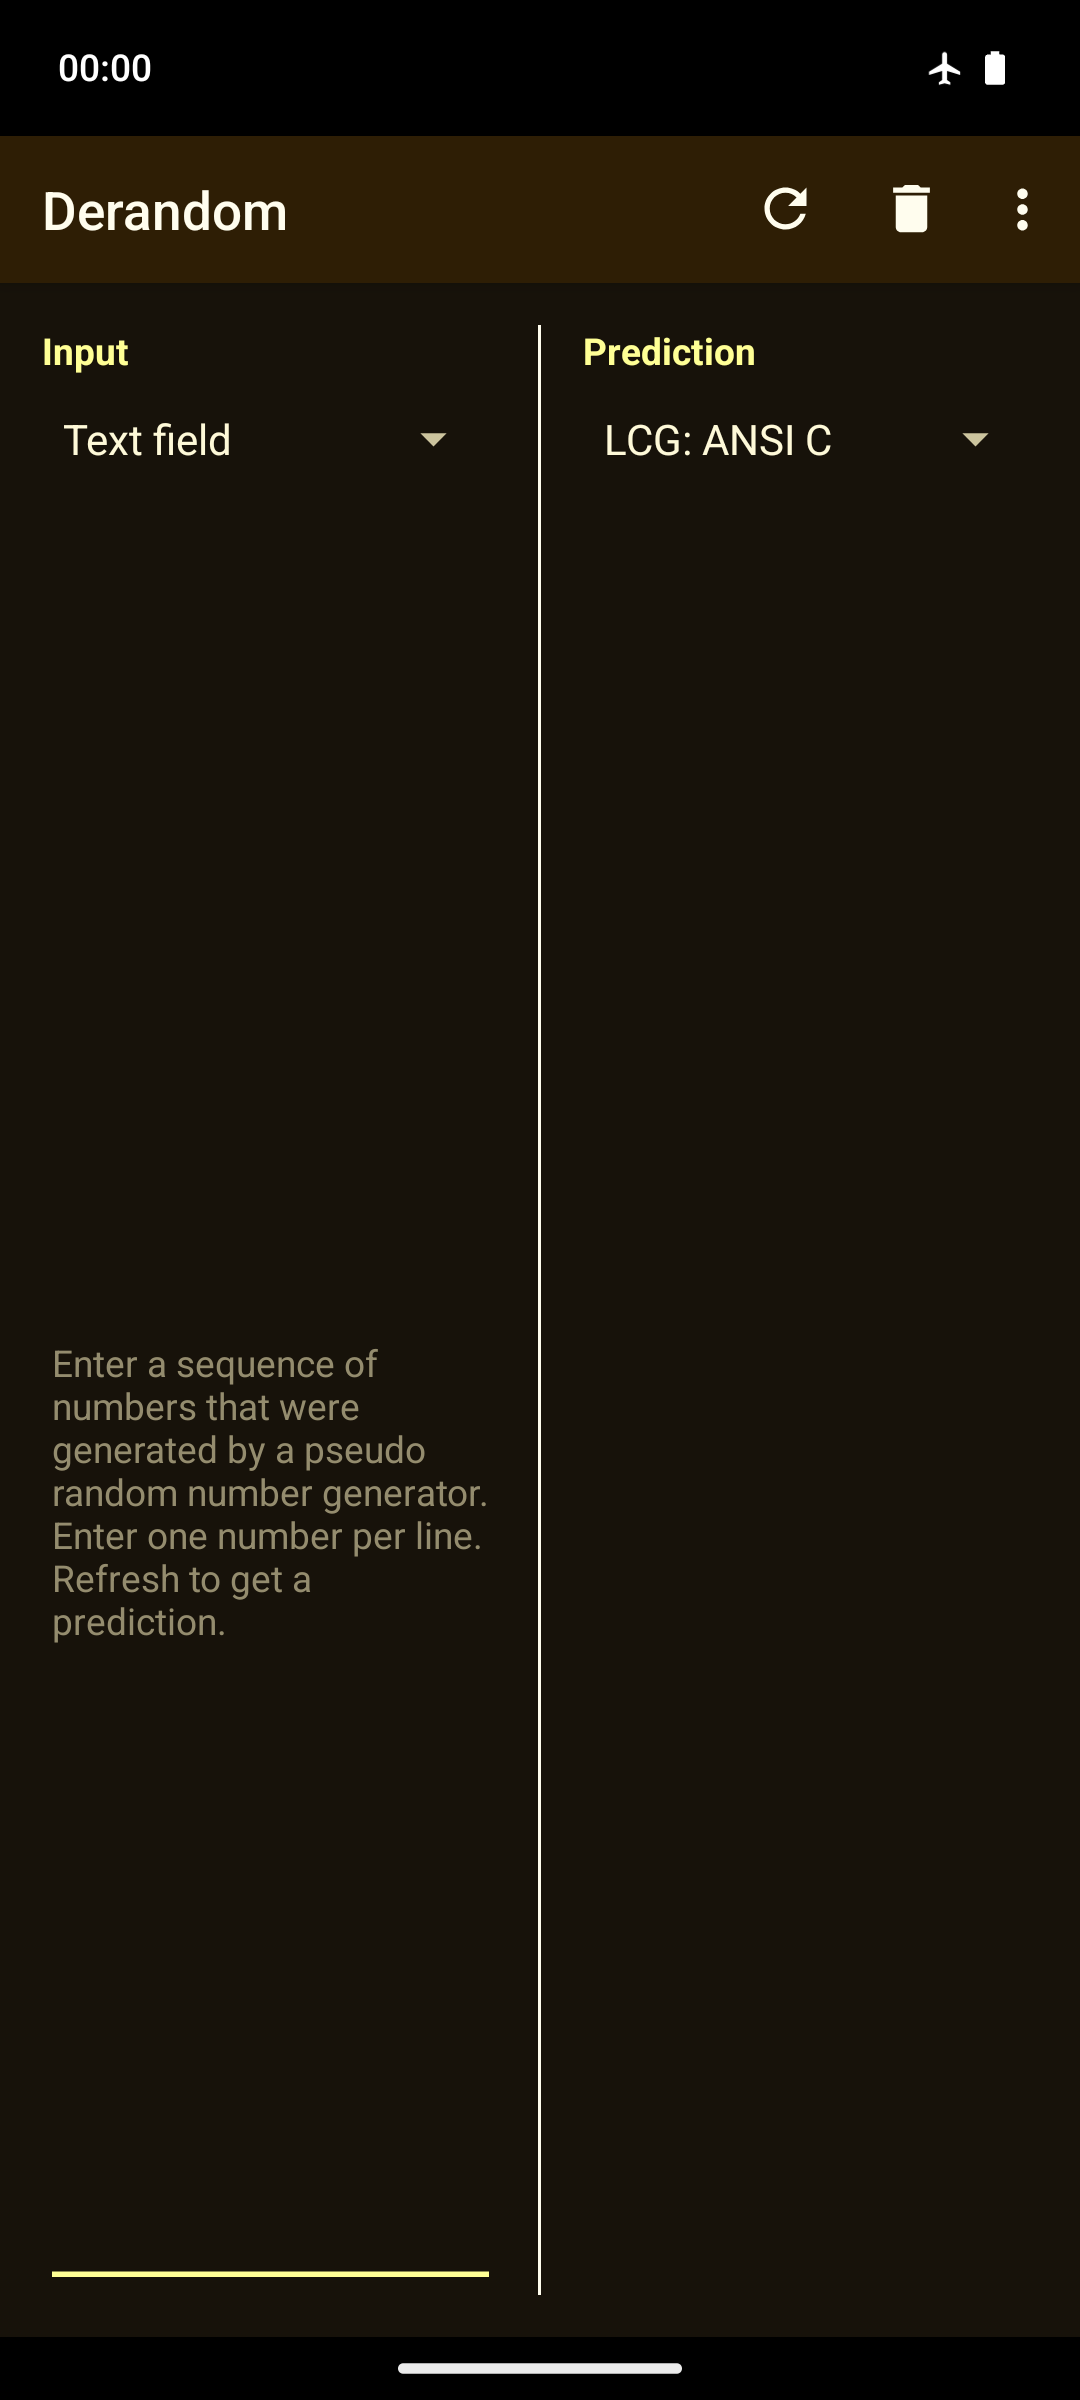 00:00
Derandom
Input
Text field
Enter a sequence of
numbers that were
generated by a pseudo
random number generator.
Enter one number per line.
Refresh to get a
prediction.
Prediction
LCG: ANSI C